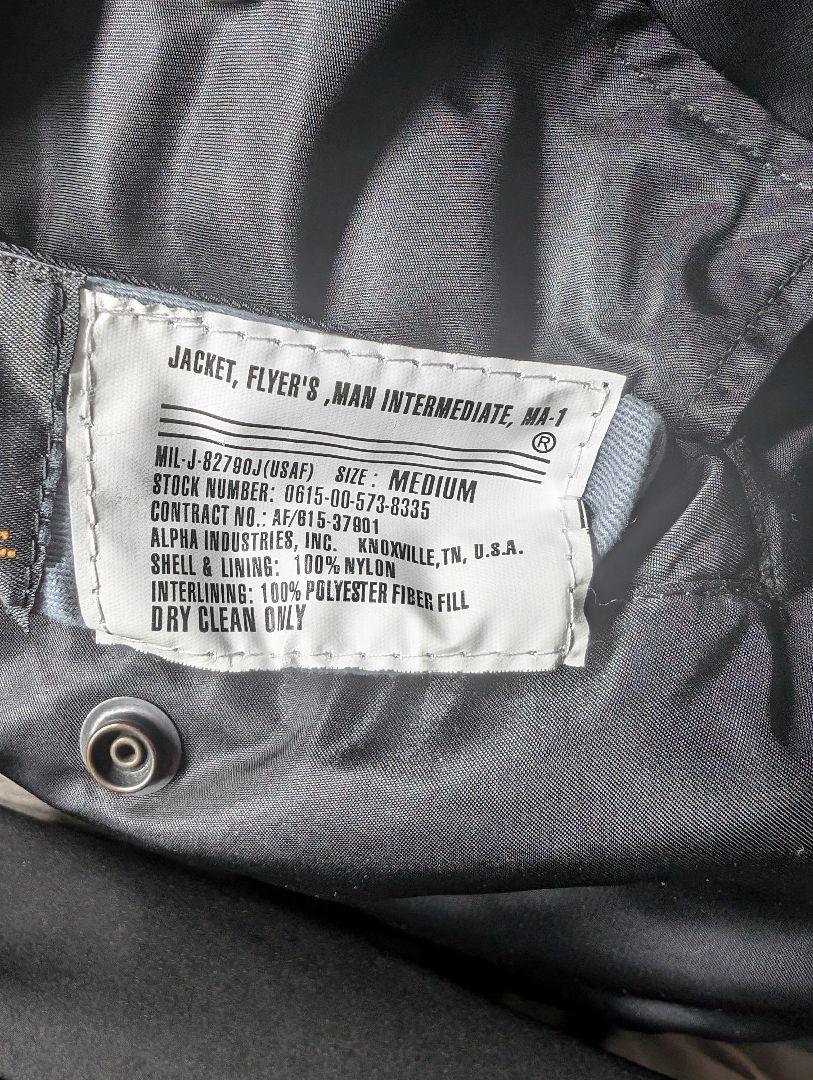 JACKET, FLYER'S ,MAN INTERMEDIATE, MA-1
®
MIL-J-82790J(USAF) SIZE : MEDIUM
STOCK NUMBER: 0615-00-573-8335
CONTRACT NO.: AF/615-37901
ALPHA INDUSTRIES, INC. KNOXVILLE, TN, U.S.A.
SHELL & LINING: 100% NYLON
INTERLINING: 100% POLYESTER FIBER FILL
DRY CLEAN ONLY